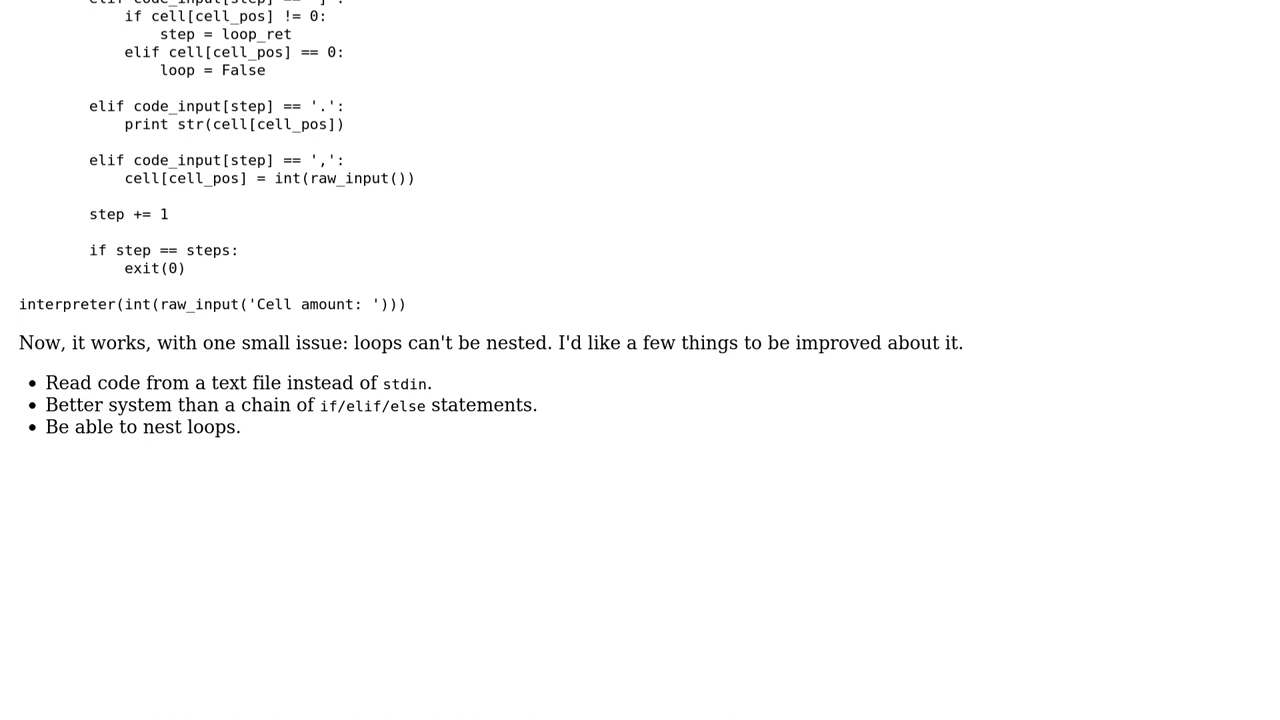 elif code_input[step] == ']':
if cell[cell_pos] != 0:
step = loop_ret
elif cell[cell_pos] == 0:
loop = False
elif code_input[step] == '.':
print str(cell[cell_pos])
elif code_input[step] == ',':
cell[cell_pos] = int(raw_input())
step += 1
if step == steps:
exit(0)
interpreter(int(raw_input('Cell amount: ')))
Now, it works, with one small issue: loops can't be nested. I'd like a few things to be improved about it.
• Read code from a text file instead of stdin.
• Better system than a chain of if/elif/else statements.
• Be able to nest loops.